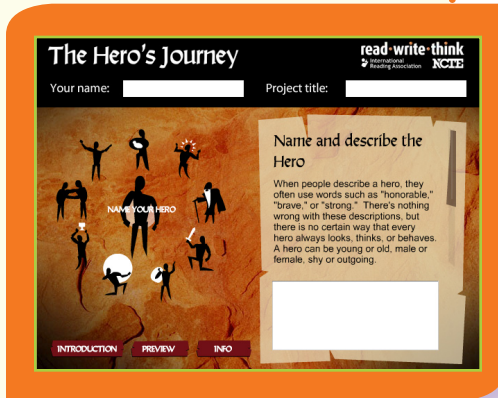 The Hero's Journey
read·write·think
International
Reading Association
NCTE
Your name:
Project title:
Name and describe the
Hero
When people describe a hero, they
often use words such as "honorable,"
"brave," or "strong." There's nothing
wrong with these descriptions, but
there is no certain way that every
hero always looks, thinks, or behaves.
A hero can be young or old, male or
female, shy or outgoing.
NAME YOUR HERO
INTRODUCTION
PREVIEW
INFO